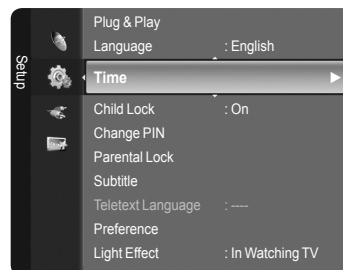 Setup
Plug & Play
Language : English
Time
Child Lock : On
Change PIN
Parental Lock
Subtitle
Teletext Language : ----
Preference
Light Effect : In Watching TV